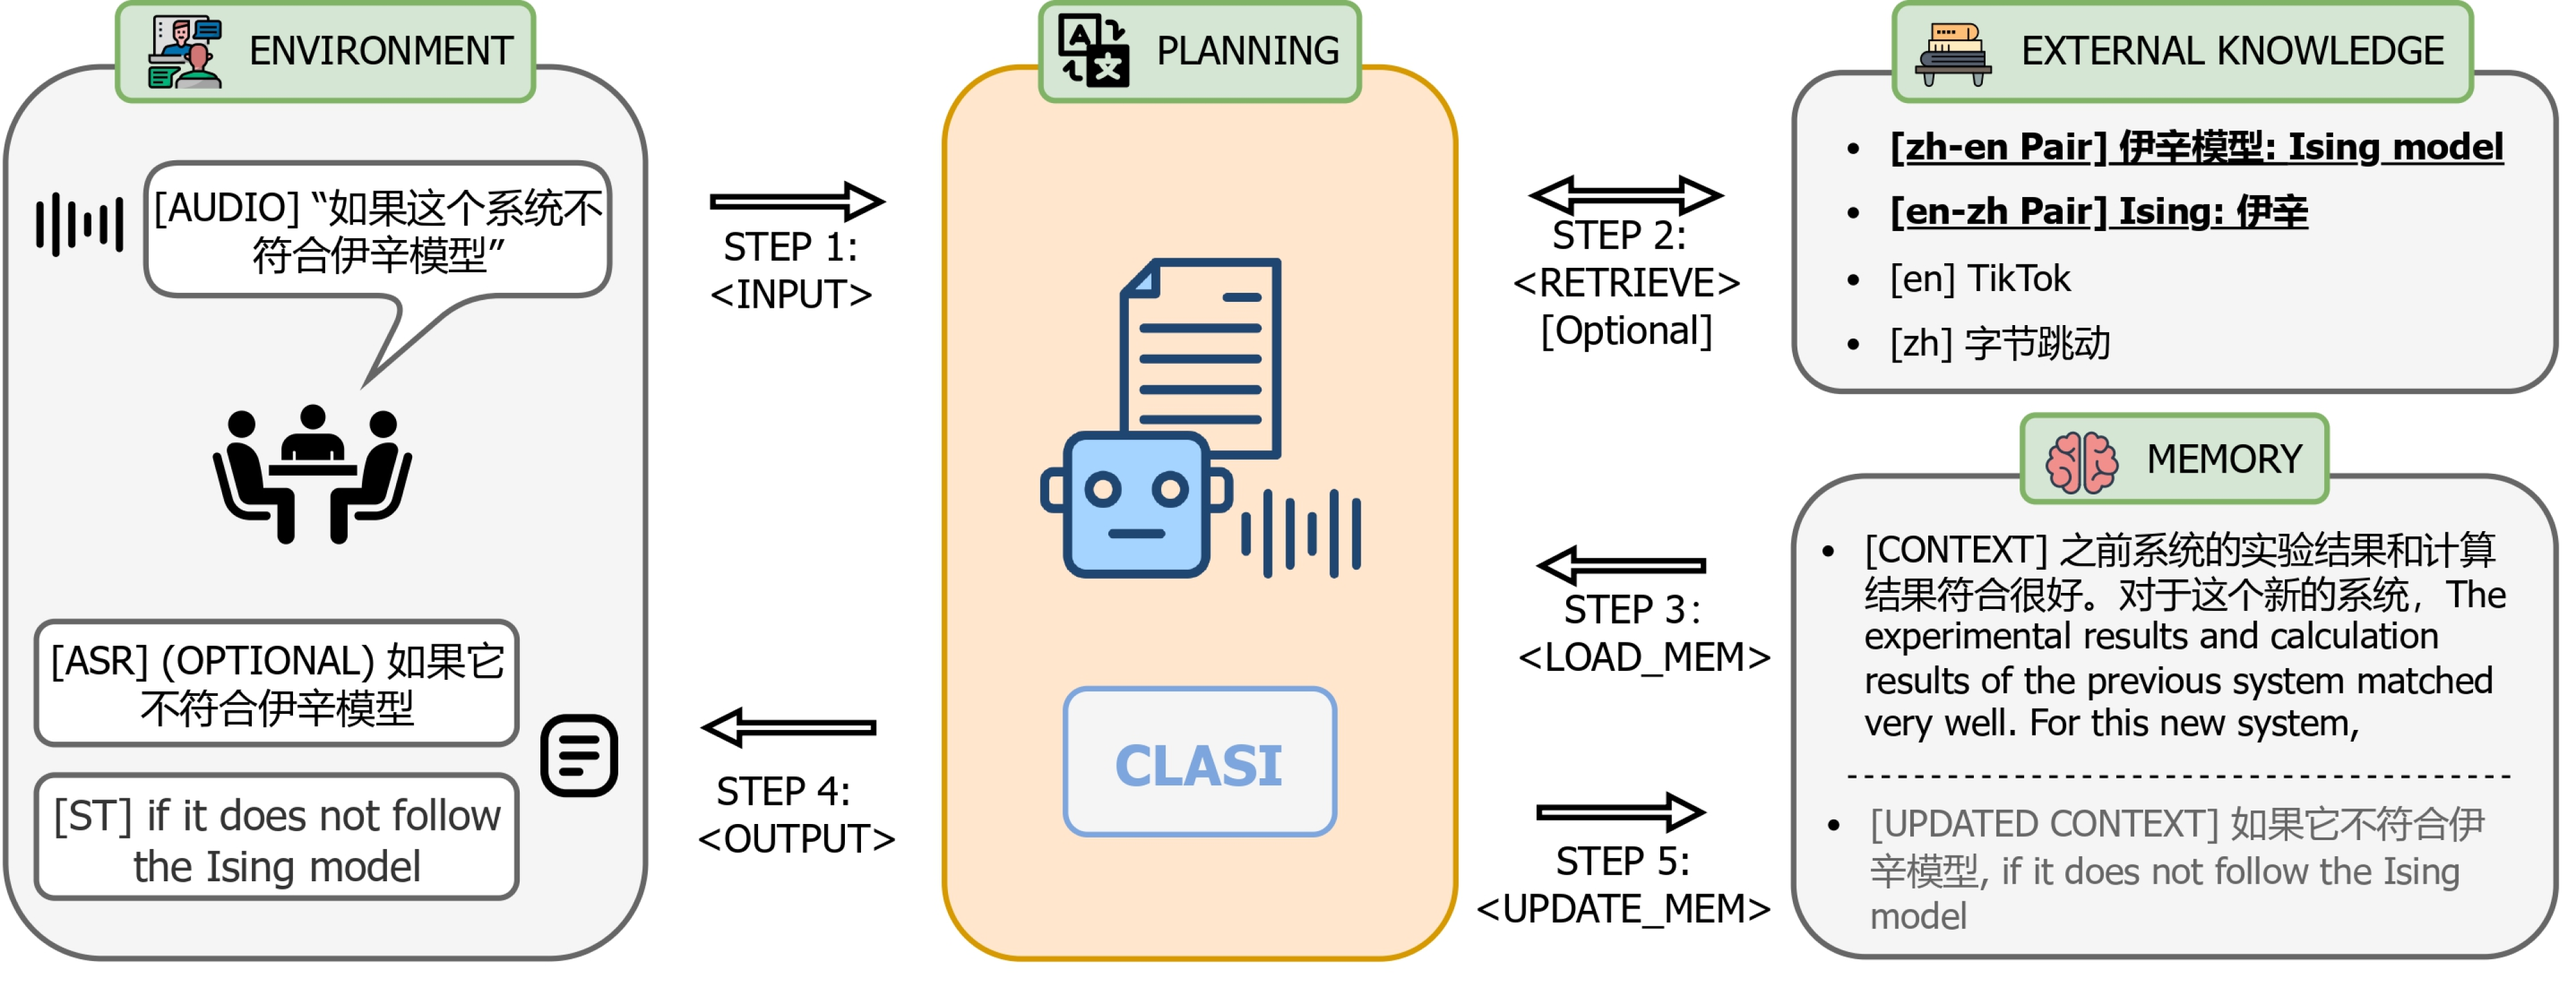 ENVIRONMENT
[AUDIO] “如果这个系统不
符合伊辛模型”
[ASR] (OPTIONAL) 如果它
不符合伊辛模型
[ST] if it does not follow
the Ising model
STEP 1:
<INPUT>
STEP 4:
<OUTPUT>
PLANNING
A
文
CLASI
STEP 2:
<RETRIEVE>
[Optional]
STEP 3:
<LOAD_MEM>
STEP 5:
<UPDATE_MEM>
EXTERNAL KNOWLEDGE
• [zh-en Pair] 伊辛模型: Ising model
• [en-zh Pair] Ising: 伊辛
• [en] TikTok
• [zh] 字节跳动
MEMORY
• [CONTEXT] 之前系统的实验结果和计算
结果符合很好。对于这个新的系统，The
experimental results and calculation
results of the previous system matched
very well. For this new system,
• [UPDATED CONTEXT] 如果它不符合伊
辛模型, if it does not follow the Ising
model